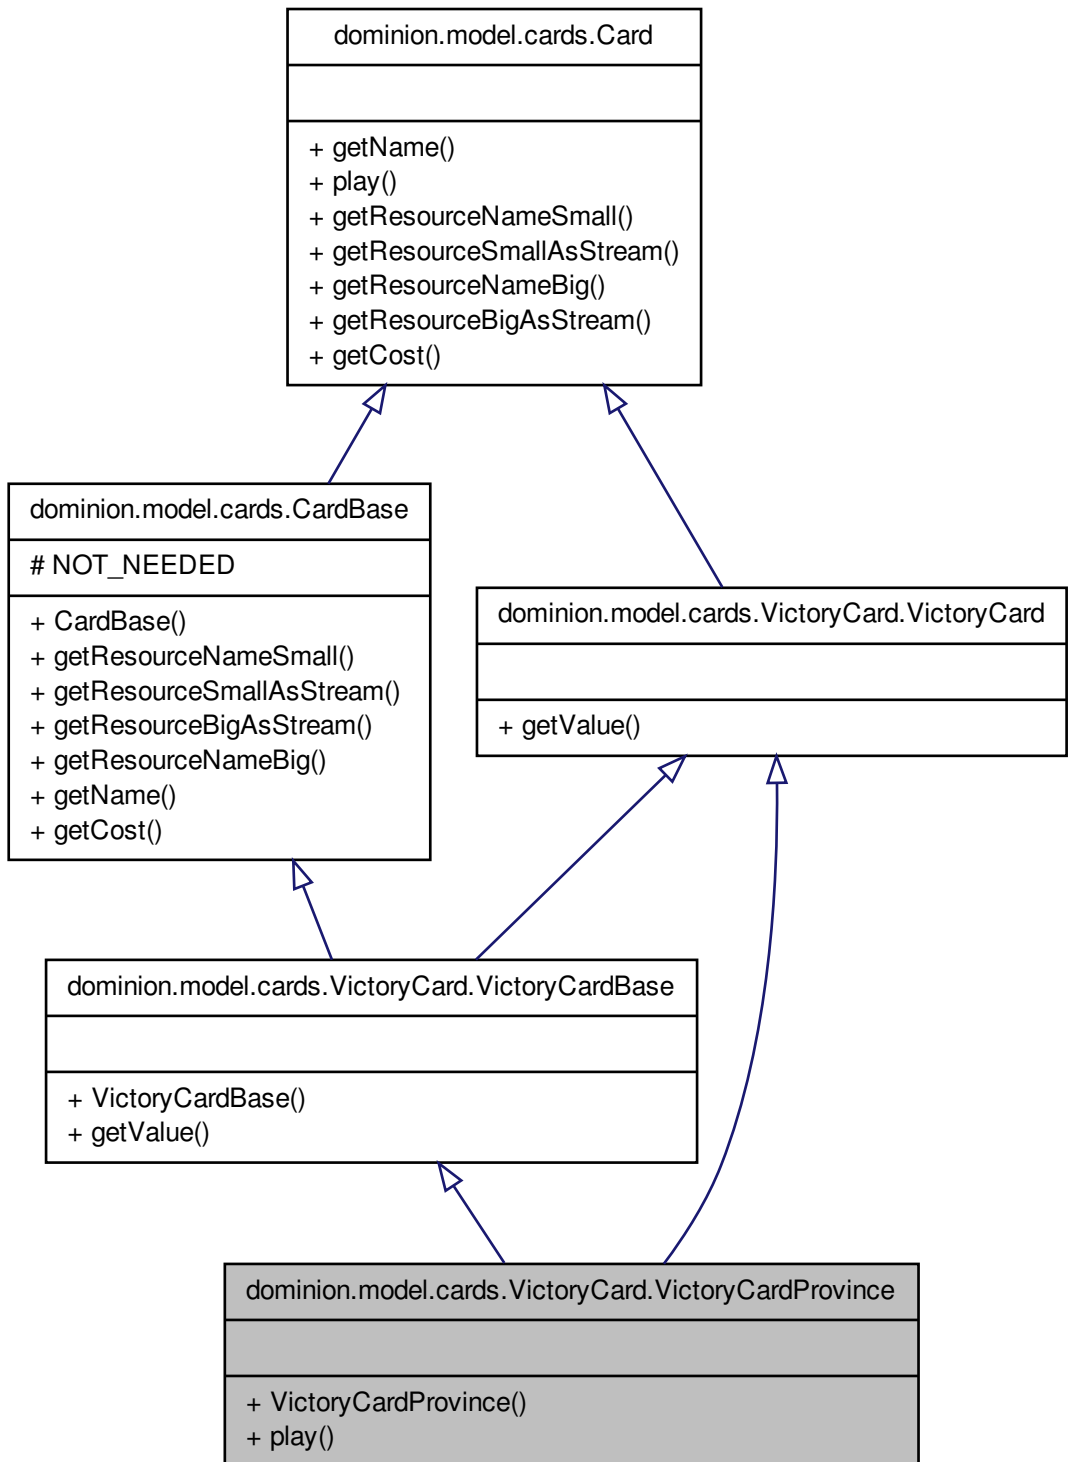 dominion.model.cards.Card
+ getName()
+ play()
+ getResourceNameSmall()
+ getResourceSmallAsStream()
+ getResourceNameBig()
+ getResourceBigAsStream()
+ getCost()
dominion.model.cards.CardBase
# NOT_NEEDED
+ CardBase()
+ getResourceNameSmall()
+ getResourceSmallAsStream()
+ getResourceBigAsStream()
+ getResourceNameBig()
+ getName()
+ getCost()
dominion.model.cards.VictoryCard.VictoryCard
+ getValue()
dominion.model.cards.VictoryCard.VictoryCardBase
+ VictoryCardBase()
+ getValue()
dominion.model.cards.VictoryCard.VictoryCardProvince
+ VictoryCardProvince()
+ play()